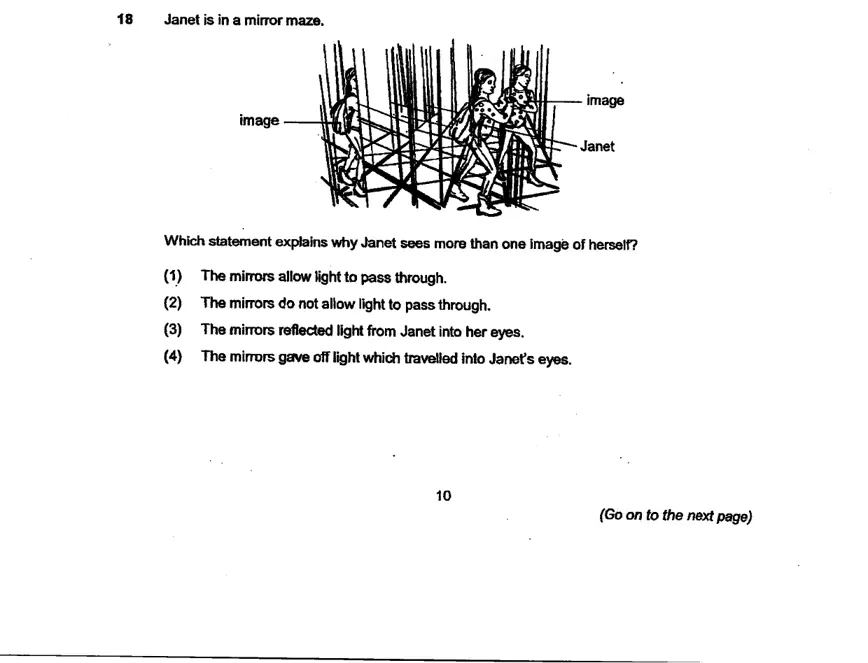 18 Janet is in a mirror maze.
image
image
Janet
Which statement explains why Janet sees more than one image of herself?
(1) The mirrors allow light to pass through.
(2) The mirrors do not allow light to pass through.
(3) The mirrors reflected light from Janet into her eyes.
(4) The mirrors gave off light which travelled into Janet's eyes.
10
(Go on to the next page)